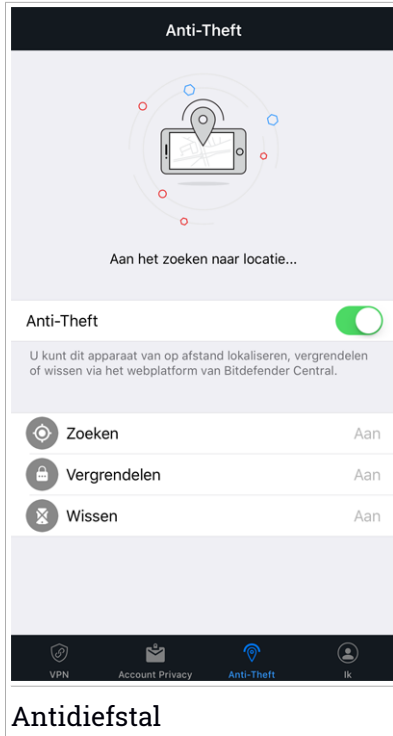 Anti-Theft
Aan het zoeken naar locatie...
Anti-Theft
U kunt dit apparaat van op afstand lokaliseren, vergrendelen
of wissen via het webplatform van Bitdefender Central.
Zoeken Aan
Vergrendelen Aan
Wissen Aan
VPN Account Privacy Anti-Theft Ik
Antidiefstal